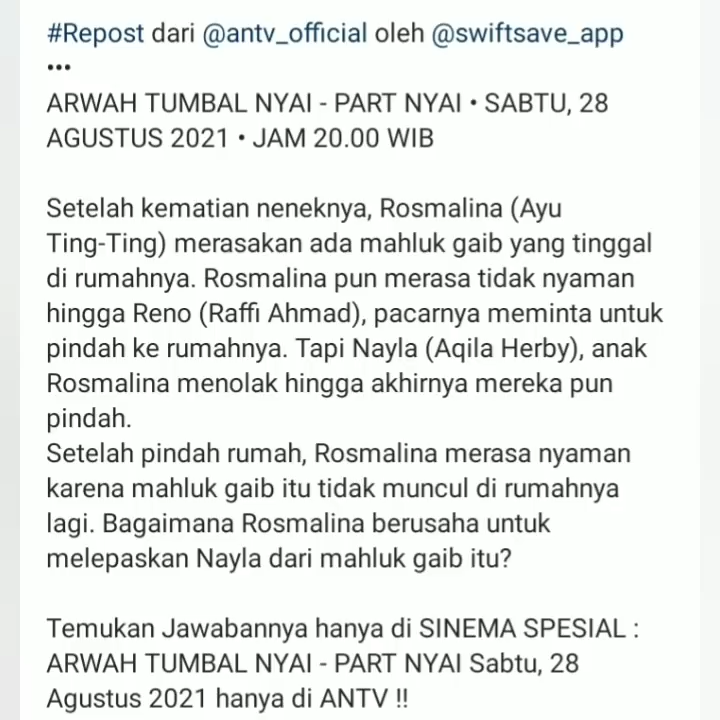 #Repost dari @antv_official oleh @swiftsave_app
•••
ARWAH TUMBAL NYAI - PART NYAI • SABTU, 28
AGUSTUS 2021 • JAM 20.00 WIB
Setelah kematian neneknya, Rosmalina (Ayu
Ting-Ting) merasakan ada mahluk gaib yang tinggal
di rumahnya. Rosmalina pun merasa tidak nyaman
hingga Reno (Raffi Ahmad), pacarnya meminta untuk
pindah ke rumahnya. Tapi Nayla (Aqila Herby), anak
Rosmalina menolak hingga akhirnya mereka pun
pindah.
Setelah pindah rumah, Rosmalina merasa nyaman
karena mahluk gaib itu tidak muncul di rumahnya
lagi. Bagaimana Rosmalina berusaha untuk
melepaskan Nayla dari mahluk gaib itu?
Temukan Jawabannya hanya di SINEMA SPESIAL :
ARWAH TUMBAL NYAI - PART NYAI Sabtu, 28
Agustus 2021 hanya di ANTV !!